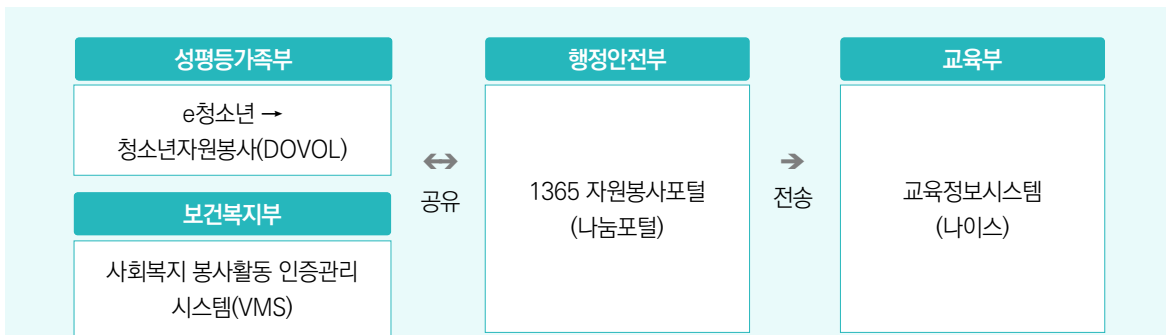 성평등가족부
e청소년 →
청소년자원봉사(DOVOL)
보건복지부
사회복지 봉사활동 인증관리
시스템(VMS)
↔
공유
행정안전부
1365 자원봉사포털
(나눔포털)
➔
전송
교육부
교육정보시스템
(나이스)